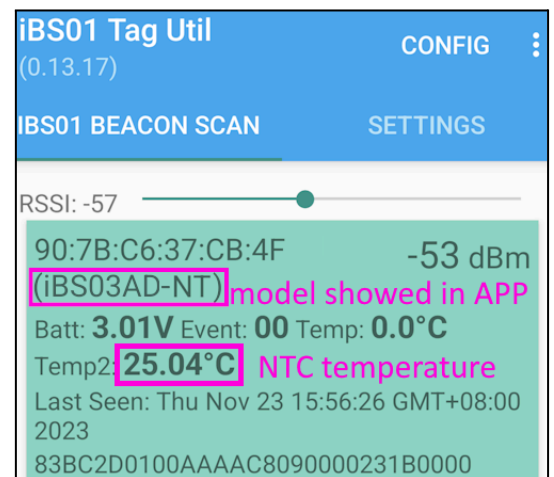 iBS01 Tag Util
(0.13.17)
CONFIG
IBS01 BEACON SCAN
SETTINGS
RSSI: -57
90:7B:C6:37:CB:4F
-53 dBm
(iBS03AD-NT) model showed in APP
Batt: 3.01V Event: 00 Temp: 0.0°C
Temp2: 25.04°C NTC temperature
Last Seen: Thu Nov 23 15:56:26 GMT+08:00
2023
83BC2D0100AAAAC8090000231B0000